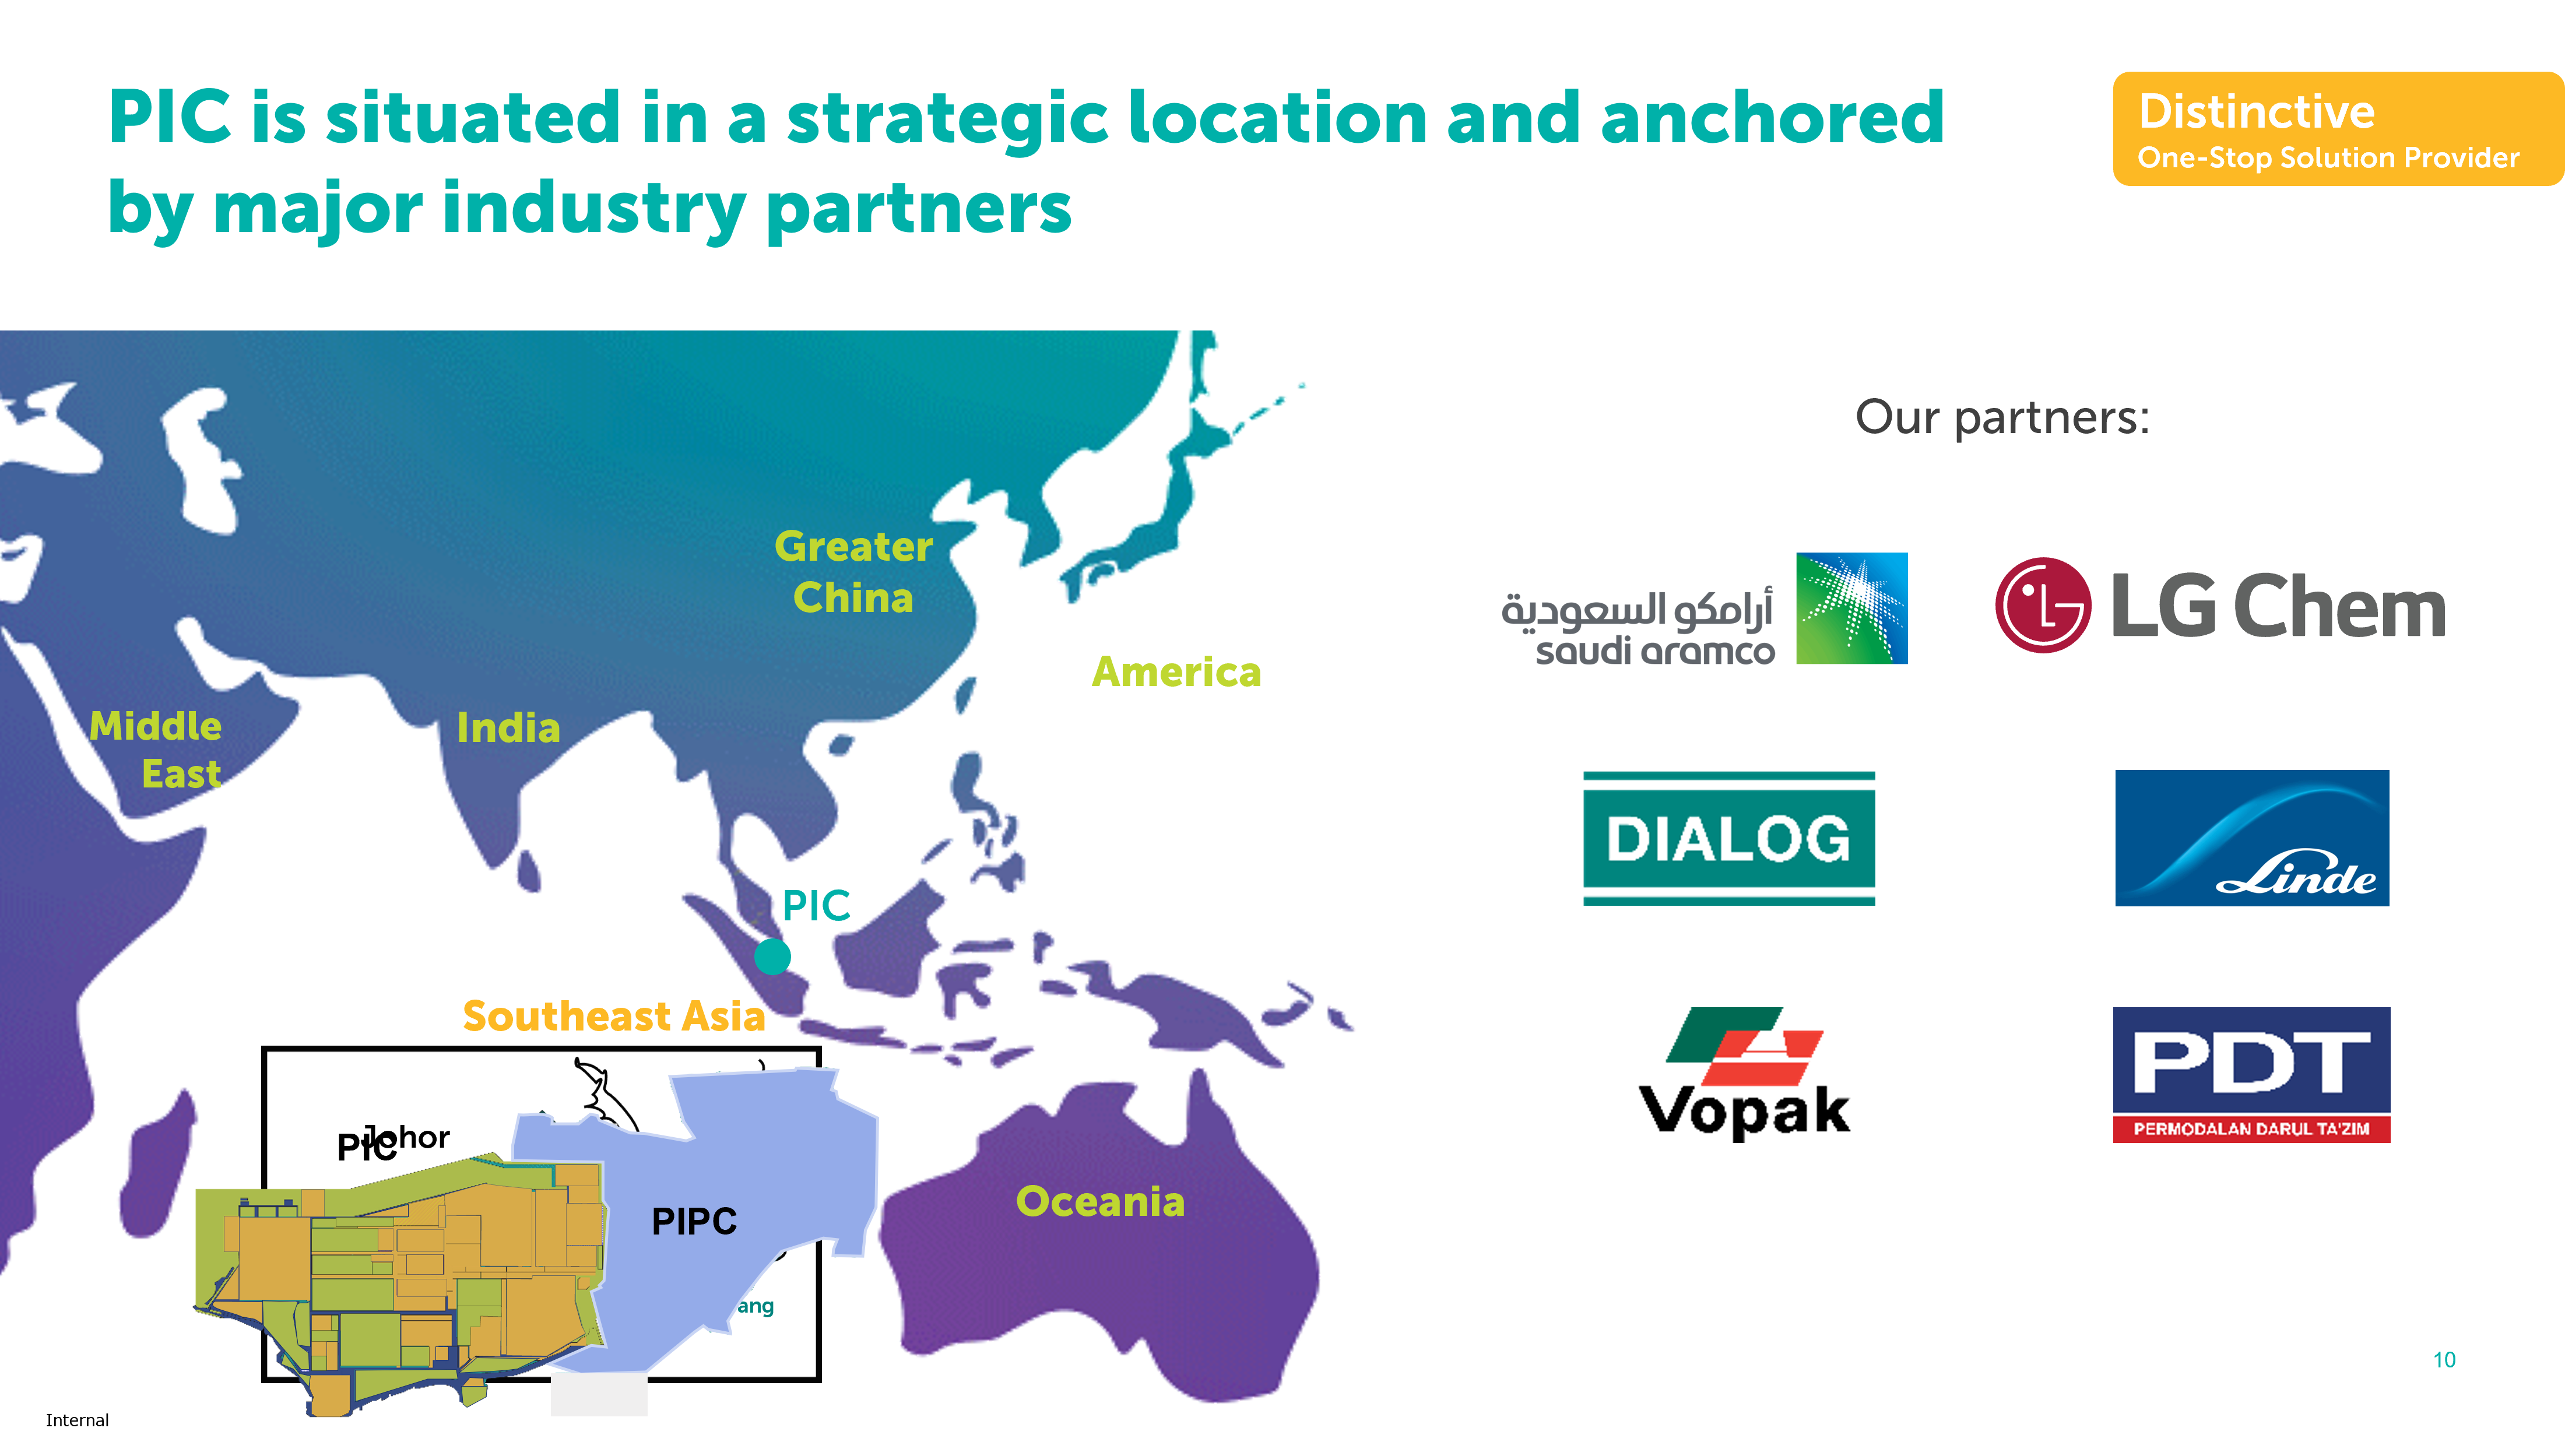 PIC is situated in a strategic location and anchored
by major industry partners
Distinctive
One-Stop Solution Provider
Greater
China
America
Middle
East
India
PIC
Southeast Asia
Johor
PIC
PIPC
ang
Oceania
Our partners:
أرامكو السعودية
saudi aramco
LG Chem
DIALOG
Linde
Vopak
PDT
PERMODALAN DARUL TA'ZIM
10
Internal